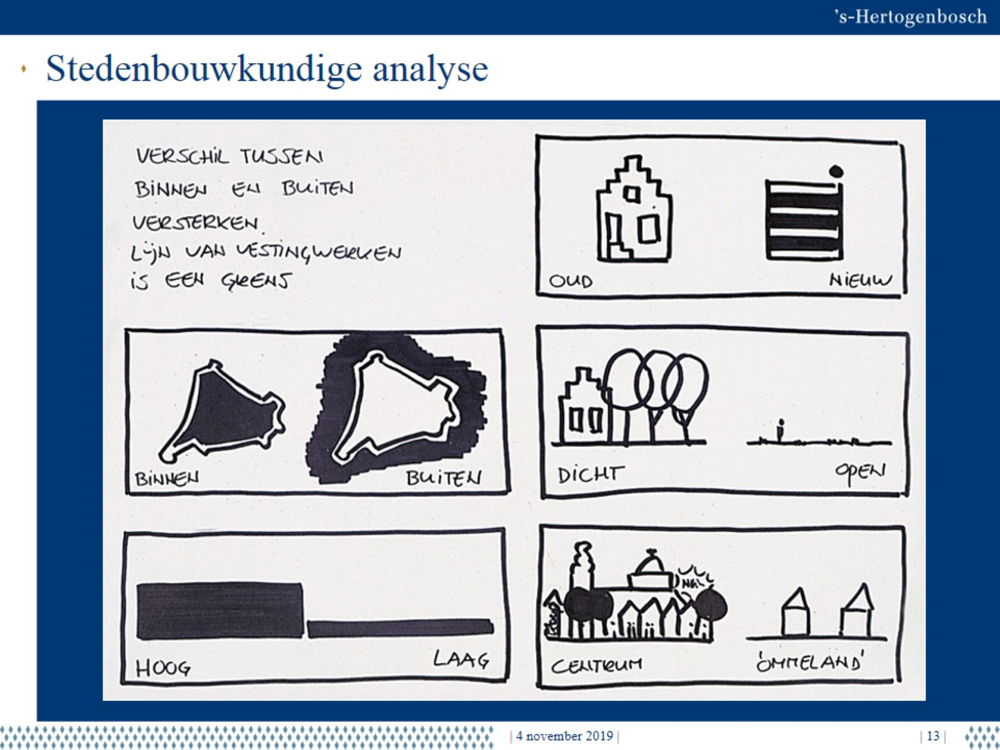 's-Hertogenbosch
Stedenbouwkundige analyse
VERSCHIL TUSSEN
BINNEN EN BUITEN
VERSTERKEN.
LIJN VAN VESTINGWERKEN
IS EEN GRENS
OUD
NIEUW
BINNEN
BUITEN
DICHT
OPEN
HOOG
LAAG
CENTRUM
'OMMELAND'
| 4 november 2019 |
| 13 |